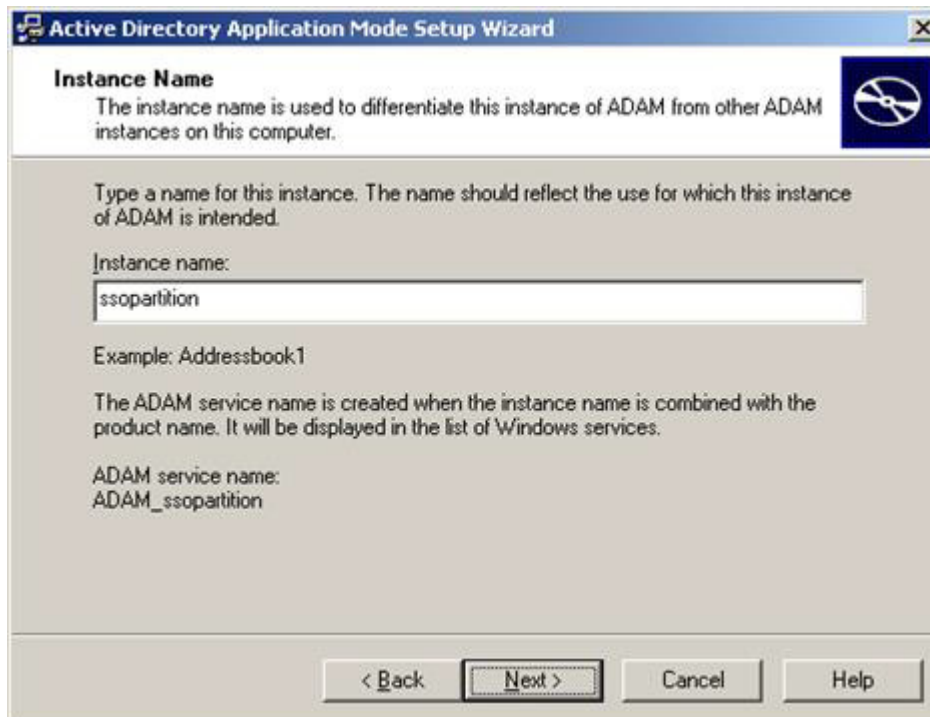 Active Directory Application Mode Setup Wizard
Instance Name
The instance name is used to differentiate this instance of ADAM from other ADAM
instances on this computer.
Type a name for this instance. The name should reflect the use for which this instance
of ADAM is intended.
Instance name:
ssopartition
Example: Addressbook1
The ADAM service name is created when the instance name is combined with the
product name. It will be displayed in the list of Windows services.
ADAM service name:
ADAM_ssopartition
< Back
Next >
Cancel
Help